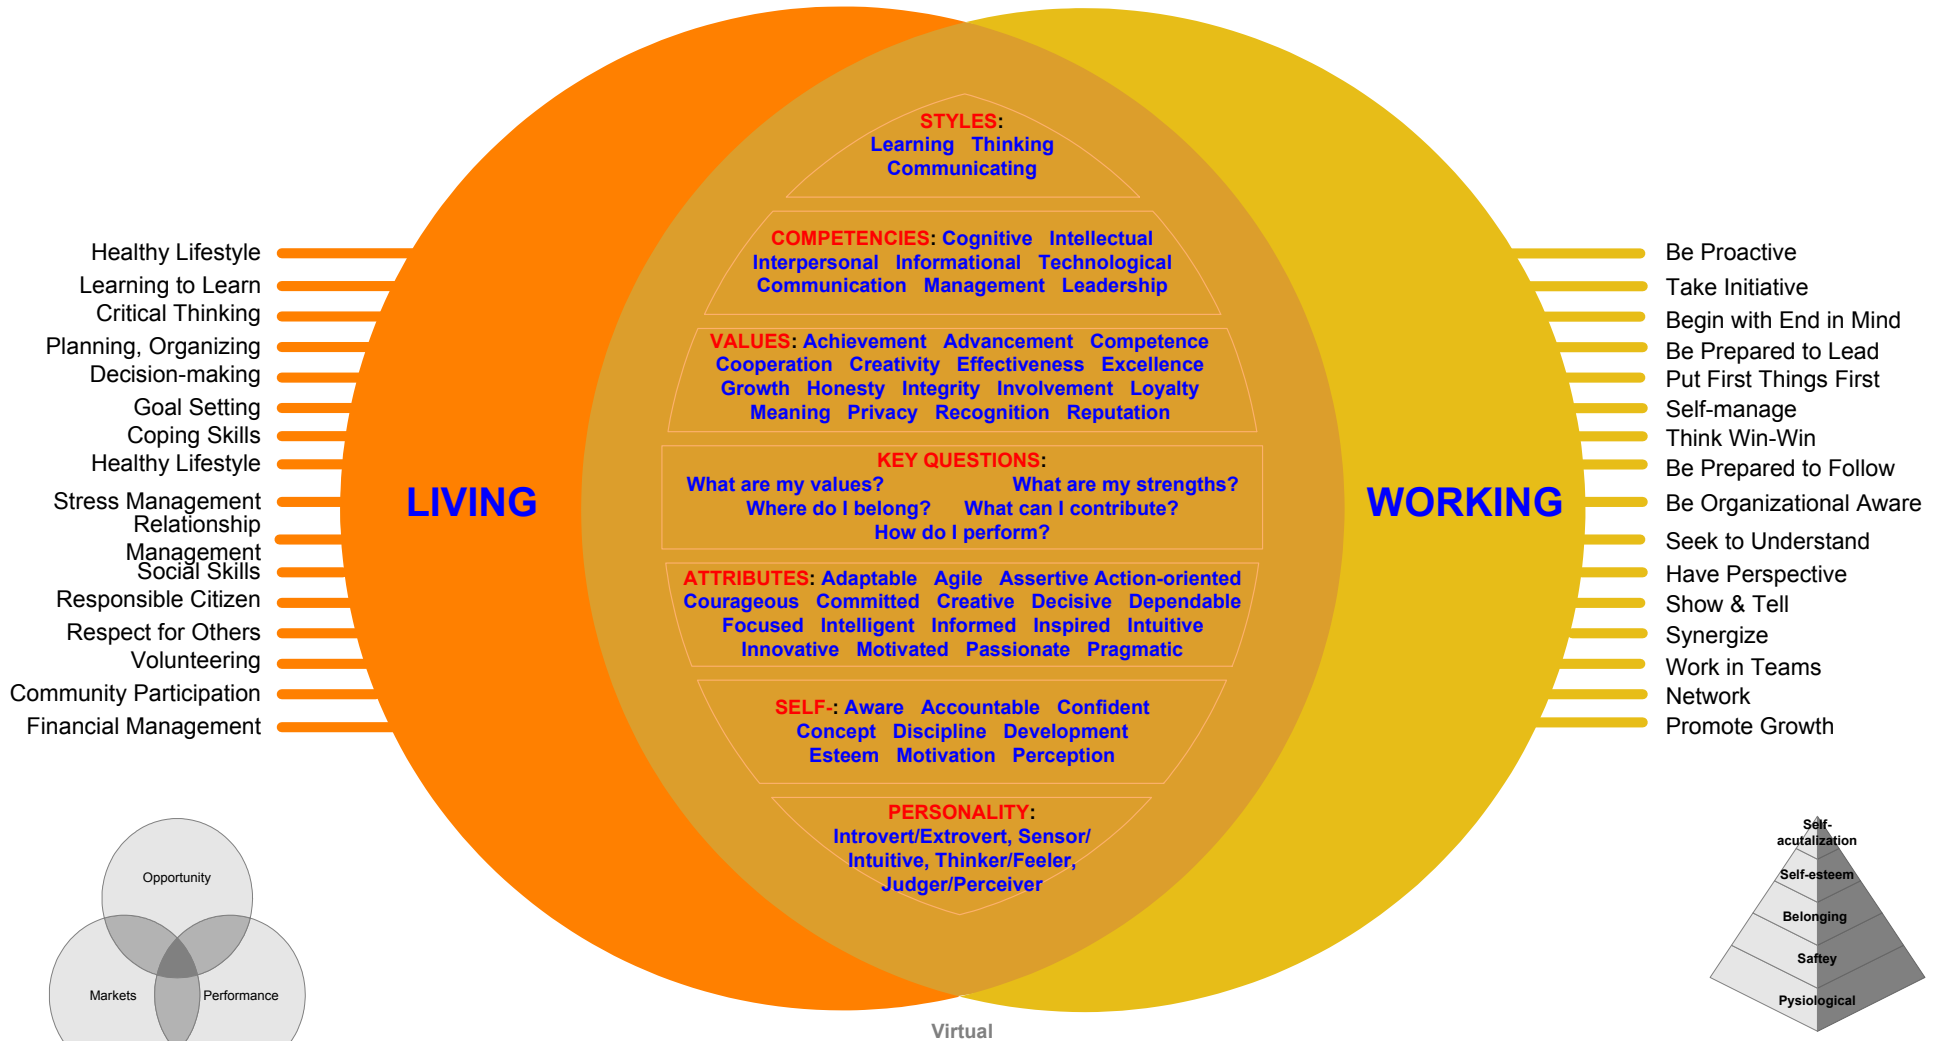 STYLES:
Learning Thinking
Communicating
COMPETENCIES: Cognitive Intellectual
Interpersonal Informational Technological
Communication Management Leadership
VALUES: Achievement Advancement Competence
Cooperation Creativity Effectiveness Excellence
Growth Honesty Integrity Involvement Loyalty
Meaning Privacy Recognition Reputation
KEY QUESTIONS:
What are my values? What are my strengths?
Where do I belong? What can I contribute?
How do I perform?
ATTRIBUTES: Adaptable Agile Assertive Action-oriented
Courageous Committed Creative Decisive Dependable
Focused Intelligent Informed Inspired Intuitive
Innovative Motivated Passionate Pragmatic
SELF-: Aware Accountable Confident
Concept Discipline Development
Esteem Motivation Perception
PERSONALITY:
Introvert/Extrovert, Sensor/
Intuitive, Thinker/Feeler,
Judger/Perceiver
LIVING
WORKING
Healthy Lifestyle
Learning to Learn
Critical Thinking
Planning, Organizing
Decision-making
Goal Setting
Coping Skills
Healthy Lifestyle
Stress Management
Relationship
Management
Social Skills
Responsible Citizen
Respect for Others
Volunteering
Community Participation
Financial Management
Be Proactive
Take Initiative
Begin with End in Mind
Be Prepared to Lead
Put First Things First
Self-manage
Think Win-Win
Be Prepared to Follow
Be Organizational Aware
Seek to Understand
Have Perspective
Show & Tell
Synergize
Work in Teams
Network
Promote Growth
Opportunity
Markets
Performance
Self-
acutalization
Self-esteem
Belonging
Saftey
Pysiological
Virtual